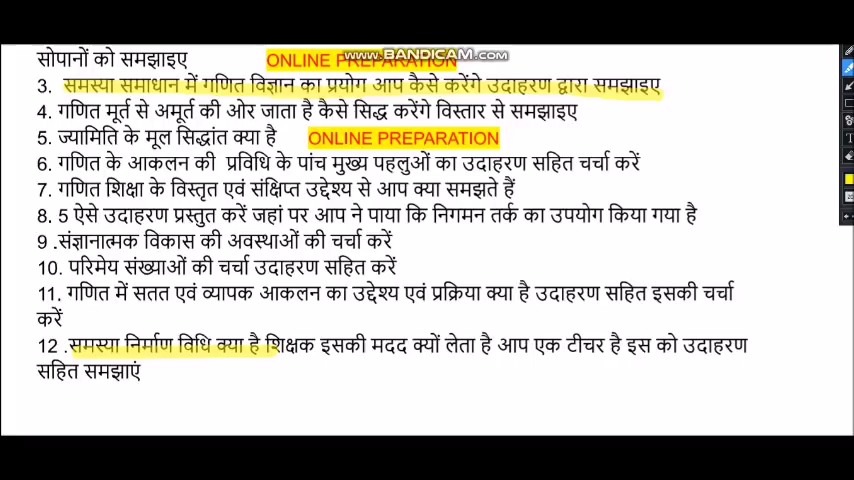 www.BANDICAM.com
सोपानों को समझाइए ONLINE PREPARATION
3. समस्या समाधान में गणित विज्ञान का प्रयोग आप कैसे करेंगे उदाहरण द्वारा समझाइए
4. गणित मूर्त से अमूर्त की ओर जाता है कैसे सिद्ध करेंगे विस्तार से समझाइए
5. ज्यामिति के मूल सिद्धांत क्या है ONLINE PREPARATION
6. गणित के आकलन की प्रविधि के पांच मुख्य पहलुओं का उदाहरण सहित चर्चा करें
7. गणित शिक्षा के विस्तृत एवं संक्षिप्त उद्देश्य से आप क्या समझते हैं
8. 5 ऐसे उदाहरण प्रस्तुत करें जहां पर आप ने पाया कि निगमन तर्क का उपयोग किया गया है
9 .संज्ञानात्मक विकास की अवस्थाओं की चर्चा करें
10. परिमेय संख्याओं की चर्चा उदाहरण सहित करें
11. गणित में सतत एवं व्यापक आकलन का उद्देश्य एवं प्रक्रिया क्या है उदाहरण सहित इसकी चर्चा
करें
12 .समस्या निर्माण विधि क्या है शिक्षक इसकी मदद क्यों लेता है आप एक टीचर है इस को उदाहरण
सहित समझाएं